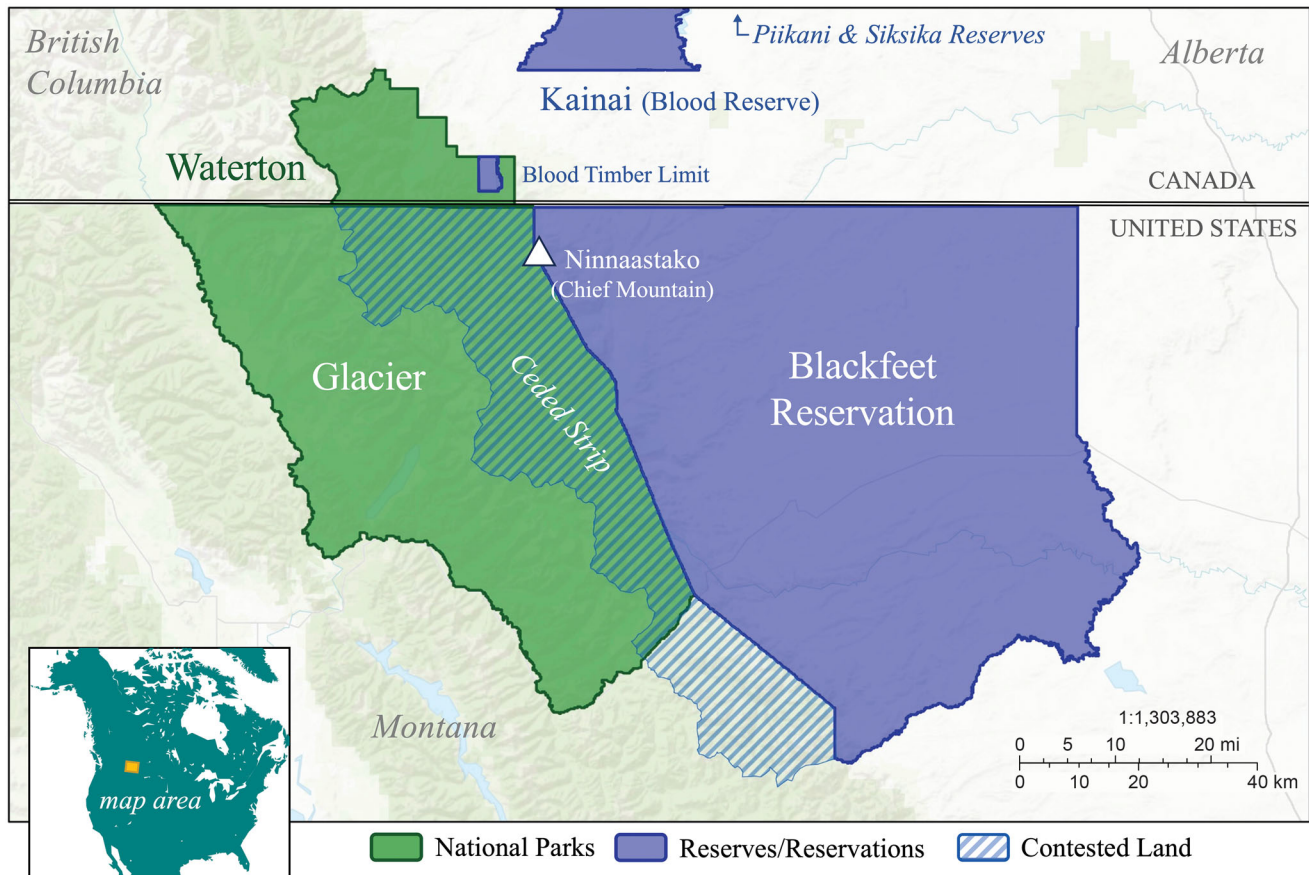 British
Columbia
Piikani & Siksika Reserves
Alberta
Kainai (Blood Reserve)
Waterton
Blood Timber Limit
CANADA
UNITED STATES
Ninnaastako
(Chief Mountain)
Glacier
Ceded Strip
Blackfeet
Reservation
Montana
1:1,303,883
0 5 10 20 mi
0 10 20 40 km
map area
National Parks
Reserves/Reservations
Contested Land